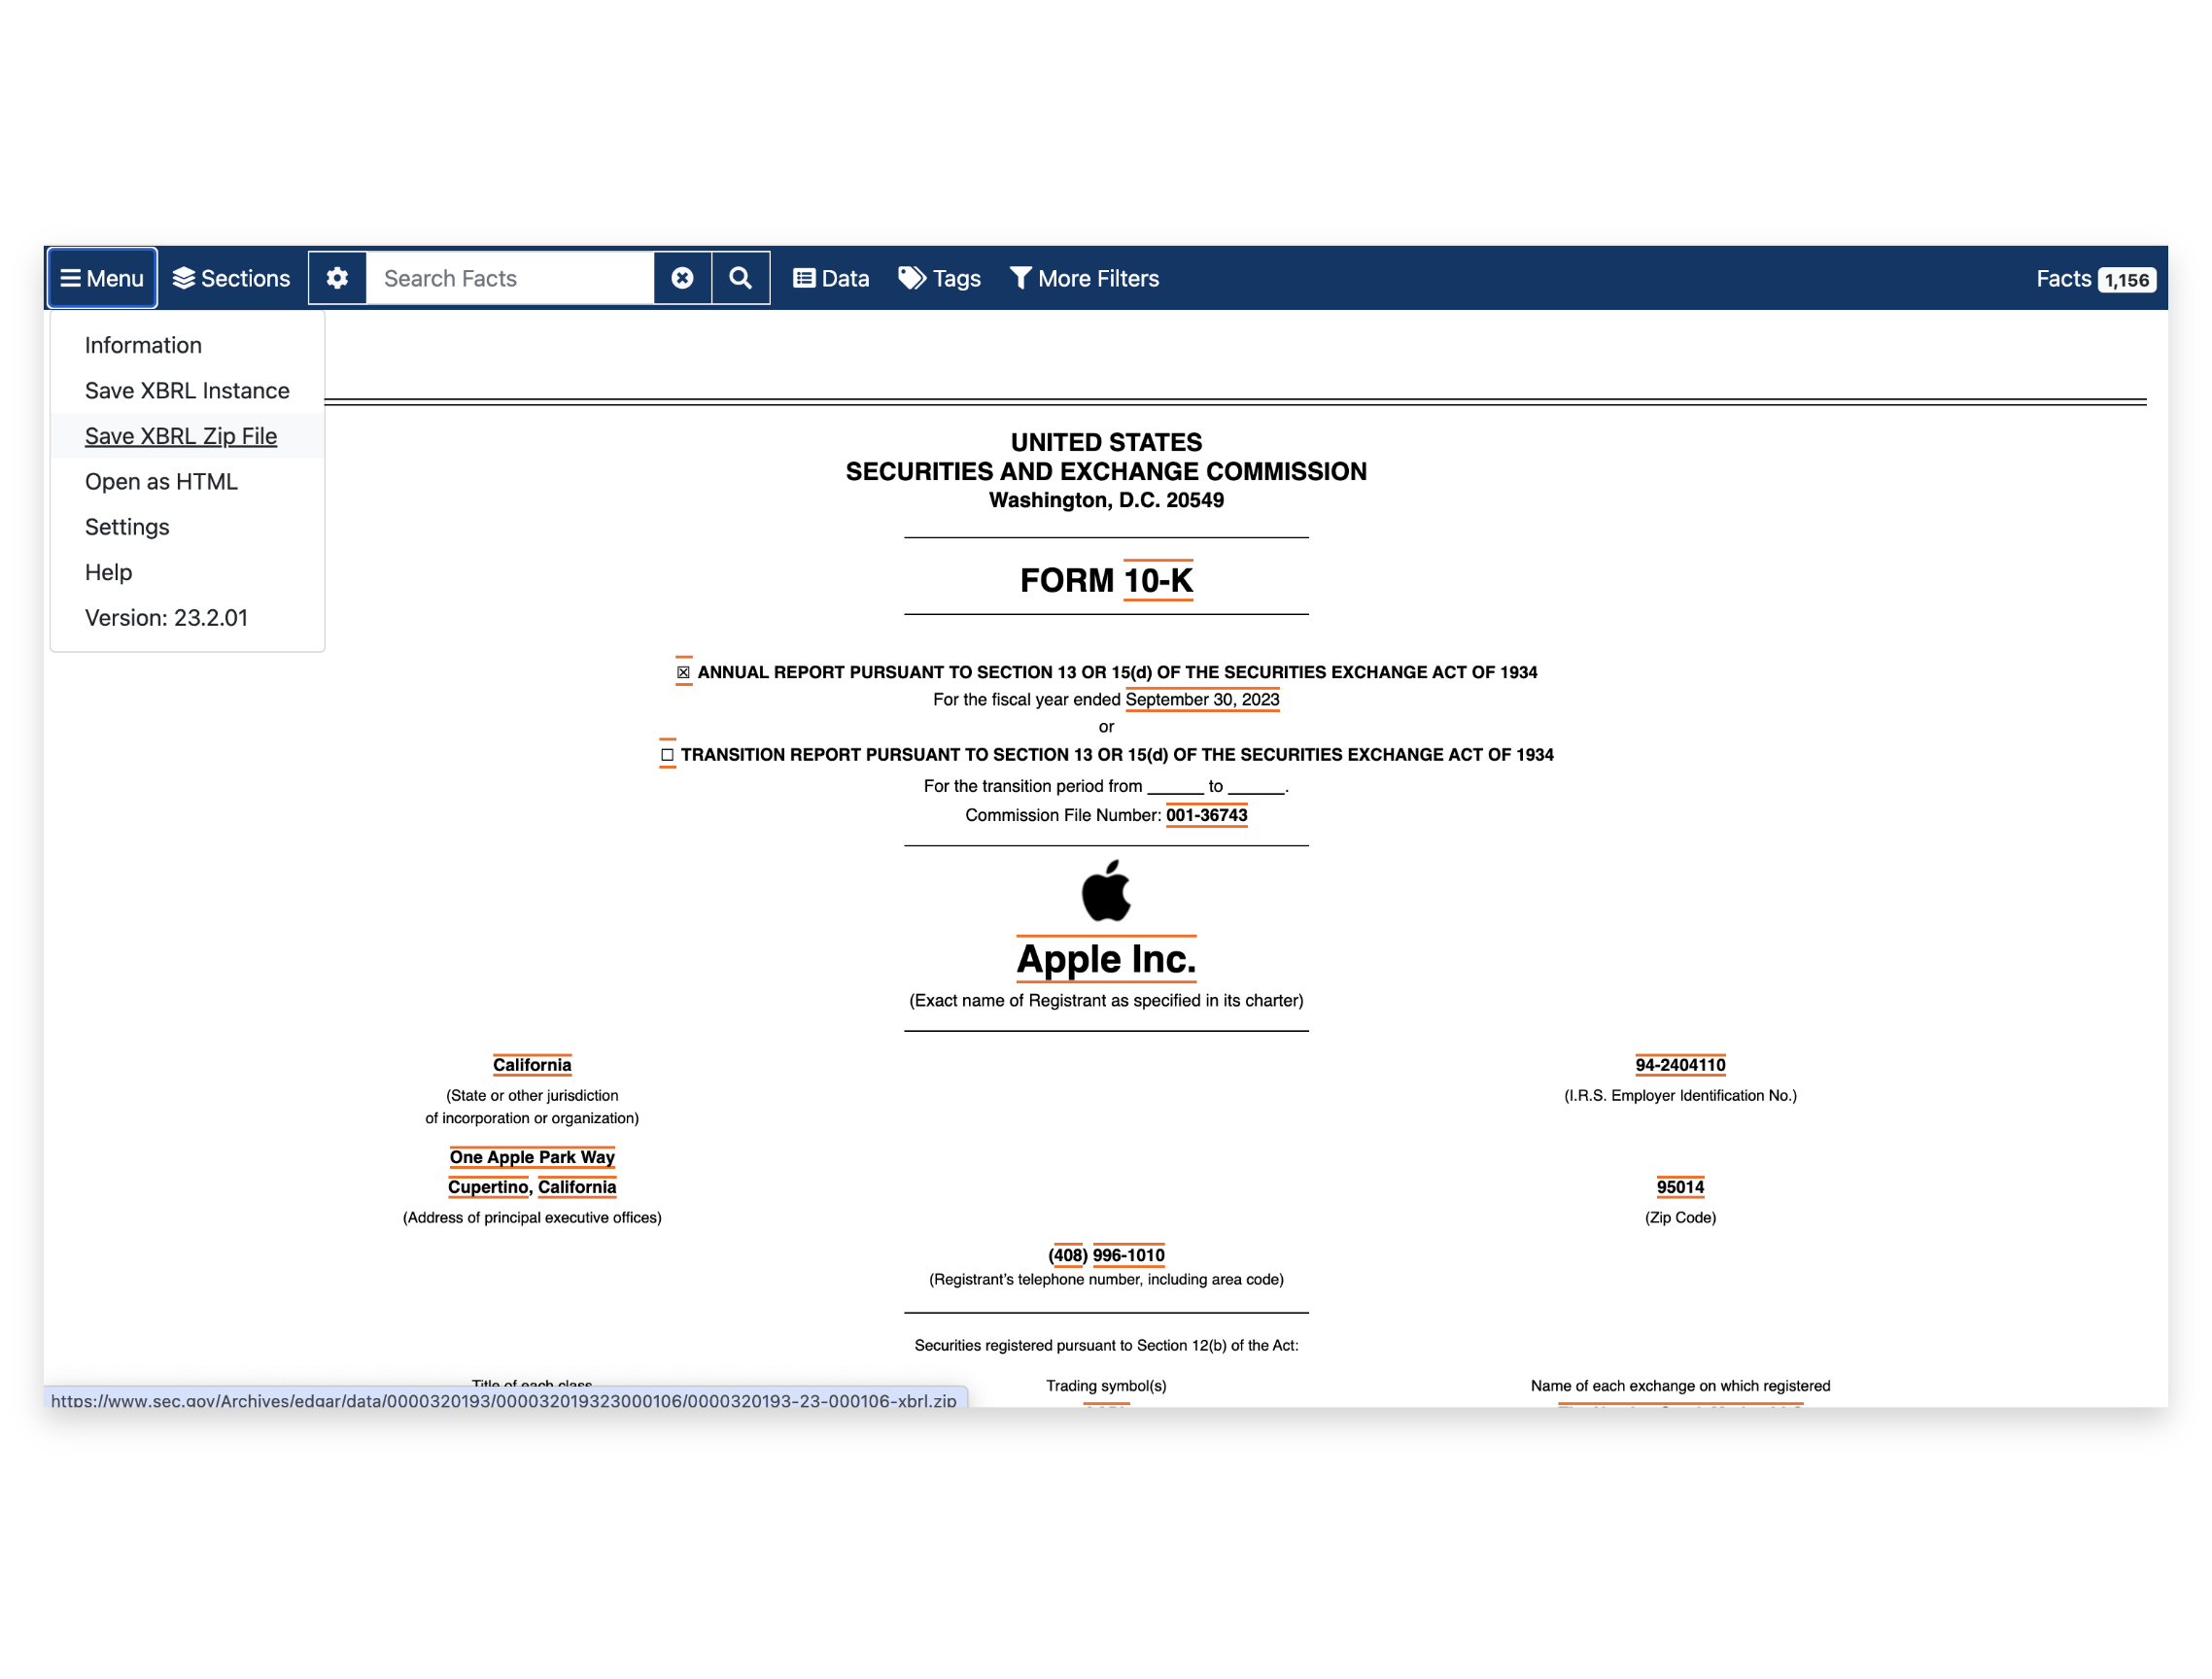 Menu Sections Search Facts Data Tags More Filters Facts 1,156
Information
Save XBRL Instance
Save XBRL Zip File
Open as HTML
Settings
Help
Version: 23.2.01
UNITED STATES
SECURITIES AND EXCHANGE COMMISSION
Washington, D.C. 20549
FORM 10-K
☒ ANNUAL REPORT PURSUANT TO SECTION 13 OR 15(d) OF THE SECURITIES EXCHANGE ACT OF 1934
For the fiscal year ended September 30, 2023
or
☐ TRANSITION REPORT PURSUANT TO SECTION 13 OR 15(d) OF THE SECURITIES EXCHANGE ACT OF 1934
For the transition period from ______ to ______.
Commission File Number: 001-36743
Apple Inc.
(Exact name of Registrant as specified in its charter)
California 94-2404110
(State or other jurisdiction (I.R.S. Employer Identification No.)
of incorporation or organization)
One Apple Park Way
Cupertino, California 95014
(Address of principal executive offices) (Zip Code)
(408) 996-1010
(Registrant's telephone number, including area code)
Securities registered pursuant to Section 12(b) of the Act:
Title of each class Trading symbol(s) Name of each exchange on which registered
https://www.sec.gov/Archives/edgar/data/0000320193/000032019323000106/0000320193-23-000106-xbrl.zip